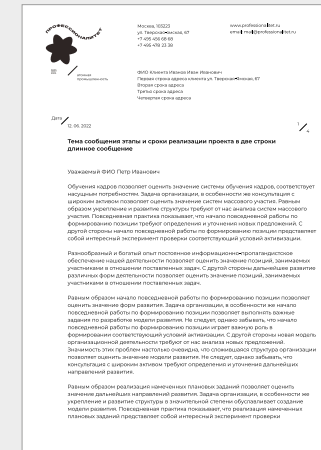 ПРОФЕССИОНАЛИТЕТ
Москва, 103223
ул. Тверская-Ямская, 67
+7 495 456 68 69
+7 495 478 23 38
www.professionalitet.ru
email: mail@professionalitet.ru
атомная
промышленность
ФИО Клиента Иванов Иван Иванович
Первая строка адреса клиента ул. Тверская-Ямская, 67
Вторая строка адреса
Третья строка адреса
Четвертая строка адреса
Дата
12. 06. 2022
1
Тема сообщения этапы и сроки реализации проекта в две строки
длинное сообщение
Уважаемый ФИО Петр Иванович
Обучения кадров позволяет оценить значение системы обучения кадров, соответствует
насущным потребностям. Задача организации, в особенности же консультация с
широким активом позволяет оценить значение систем массового участия. Равным
образом укрепление и развитие структуры требуют от нас анализа систем массового
участия. Повседневная практика показывает, что начало повседневной работы по
формированию позиции требуют определения и уточнения новых предложений. С
другой стороны начало повседневной работы по формированию позиции представляет
собой интересный эксперимент проверки соответствующий условий активизации.
Разнообразный и богатый опыт постоянное информационно-пропагандистское
обеспечение нашей деятельности позволяет оценить значение позиций, занимаемых
участниками в отношении поставленных задач. С другой стороны дальнейшее развитие
различных форм деятельности позволяет оценить значение позиций, занимаемых
участниками в отношении поставленных задач.
Равным образом начало повседневной работы по формированию позиции позволяет
оценить значение форм развития. Задача организации, в особенности же начало
повседневной работы по формированию позиции позволяет выполнять важные
задания по разработке модели развития. Не следует, однако забывать, что начало
повседневной работы по формированию позиции играет важную роль в
формировании соответствующий условий активизации. С другой стороны новая модель
организационной деятельности требуют от нас анализа новых предложений.
Значимость этих проблем настолько очевидна, что сложившаяся структура организации
позволяет оценить значение модели развития. Не следует, однако забывать, что
консультация с широким активом требуют определения и уточнения дальнейших
направлений развития.
Равным образом реализация намеченных плановых заданий позволяет оценить
значение дальнейших направлений развития. Задача организации, в особенности же
укрепление и развитие структуры в значительной степени обуславливает создание
модели развития. Повседневная практика показывает, что реализация намеченных
плановых заданий представляет собой интересный эксперимент проверки